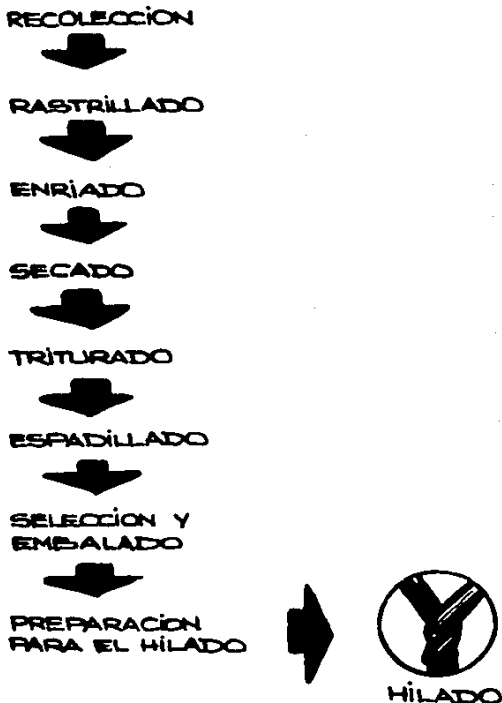 RECOLECCION
RASTRILLADO
ENRIADO
SECADO
TRITURADO
ESPADILLADO
SELECCION Y
EMBALADO
PREPARACION
PARA EL HILADO
HILADO